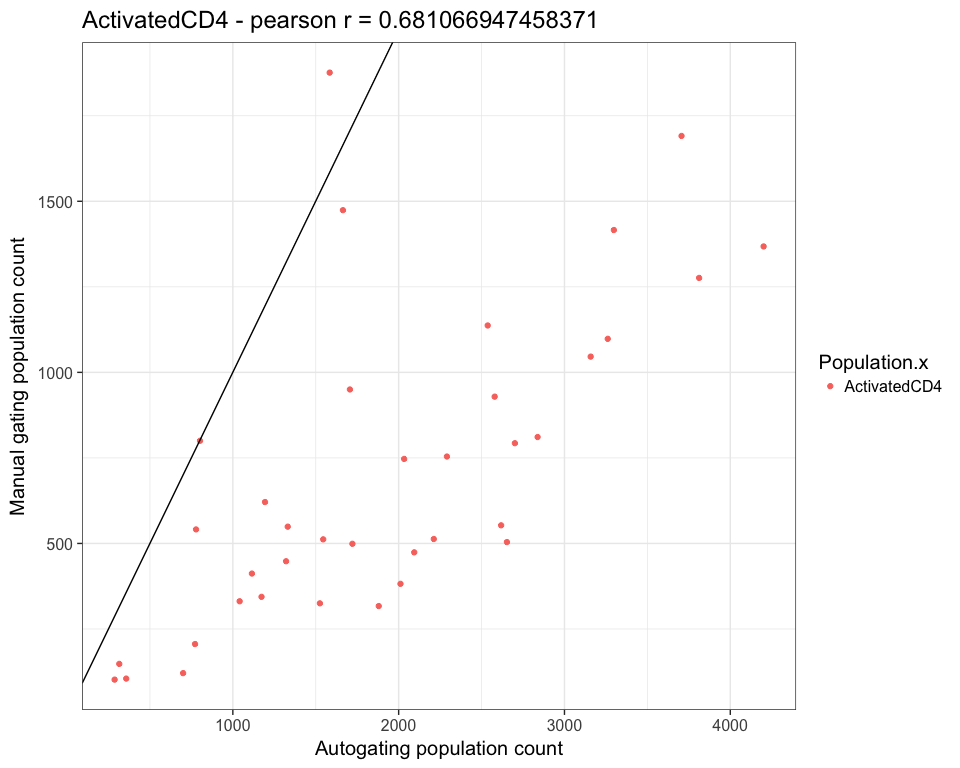 ActivatedCD4 - pearson r = 0.681066947458371
Manual gating population count
1500
1000
500
1000 2000 3000 4000
Autogating population count
Population.x
ActivatedCD4